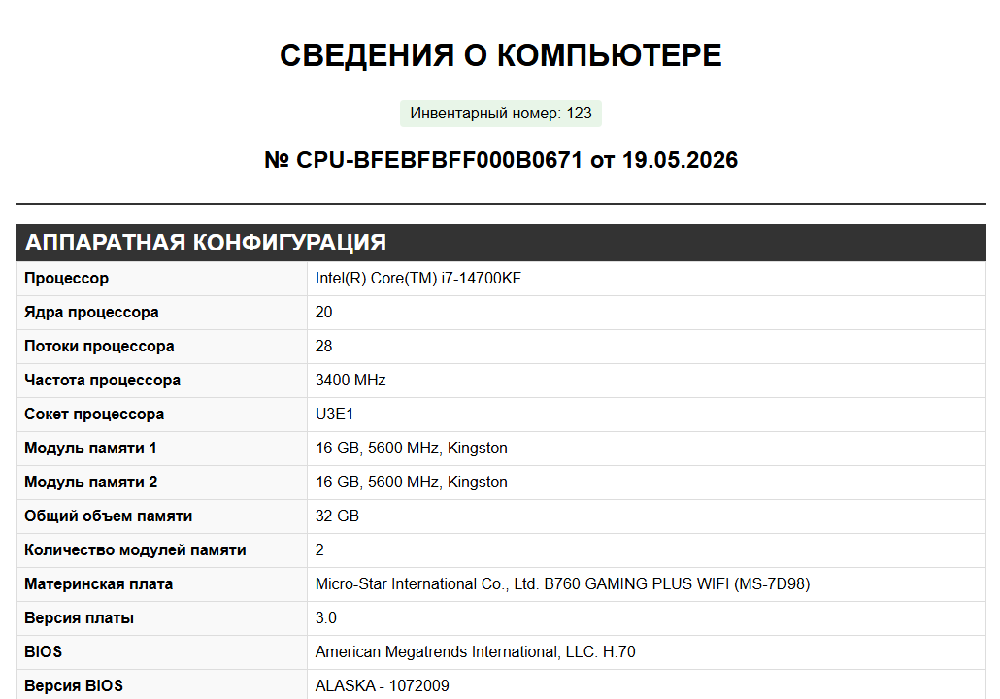 СВЕДЕНИЯ О КОМПЬЮТЕРЕ
Инвентарный номер: 123
№ CPU-BFEBFBFF000B0671 от 19.05.2026
АППАРАТНАЯ КОНФИГУРАЦИЯ
Процессор Intel(R) Core(TM) i7-14700KF
Ядра процессора 20
Потоки процессора 28
Частота процессора 3400 MHz
Сокет процессора U3E1
Модуль памяти 1 16 GB, 5600 MHz, Kingston
Модуль памяти 2 16 GB, 5600 MHz, Kingston
Общий объем памяти 32 GB
Количество модулей памяти 2
Материнская плата Micro-Star International Co., Ltd. B760 GAMING PLUS WIFI (MS-7D98)
Версия платы 3.0
BIOS American Megatrends International, LLC. H.70
Версия BIOS ALASKA - 1072009